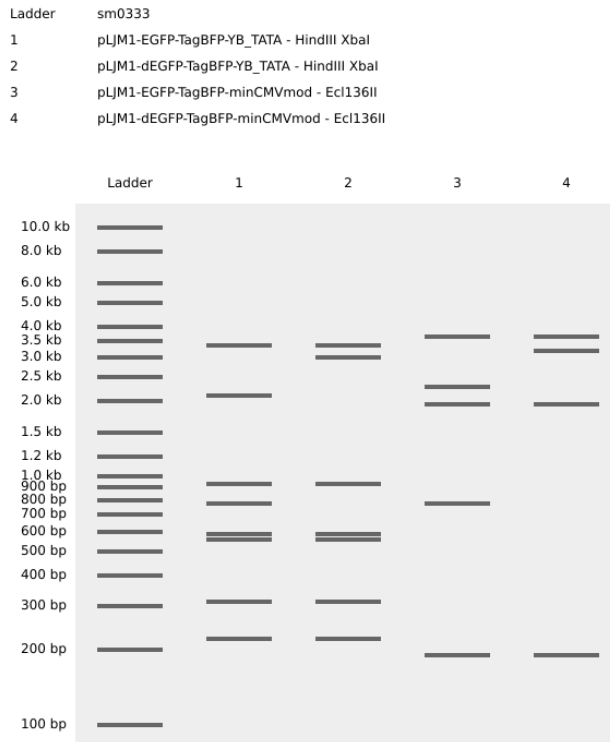 Ladder sm0333
1 pLJM1-EGFP-TagBFP-YB_TATA - HindIII XbaI
2 pLJM1-dEGFP-TagBFP-YB_TATA - HindIII XbaI
3 pLJM1-EGFP-TagBFP-minCMVmod - Ecl136II
4 pLJM1-dEGFP-TagBFP-minCMVmod - Ecl136II
Ladder 1 2 3 4
10.0 kb
8.0 kb
6.0 kb
5.0 kb
4.0 kb
3.5 kb
3.0 kb
2.5 kb
2.0 kb
1.5 kb
1.2 kb
1.0 kb
900 bp
800 bp
700 bp
600 bp
500 bp
400 bp
300 bp
200 bp
100 bp